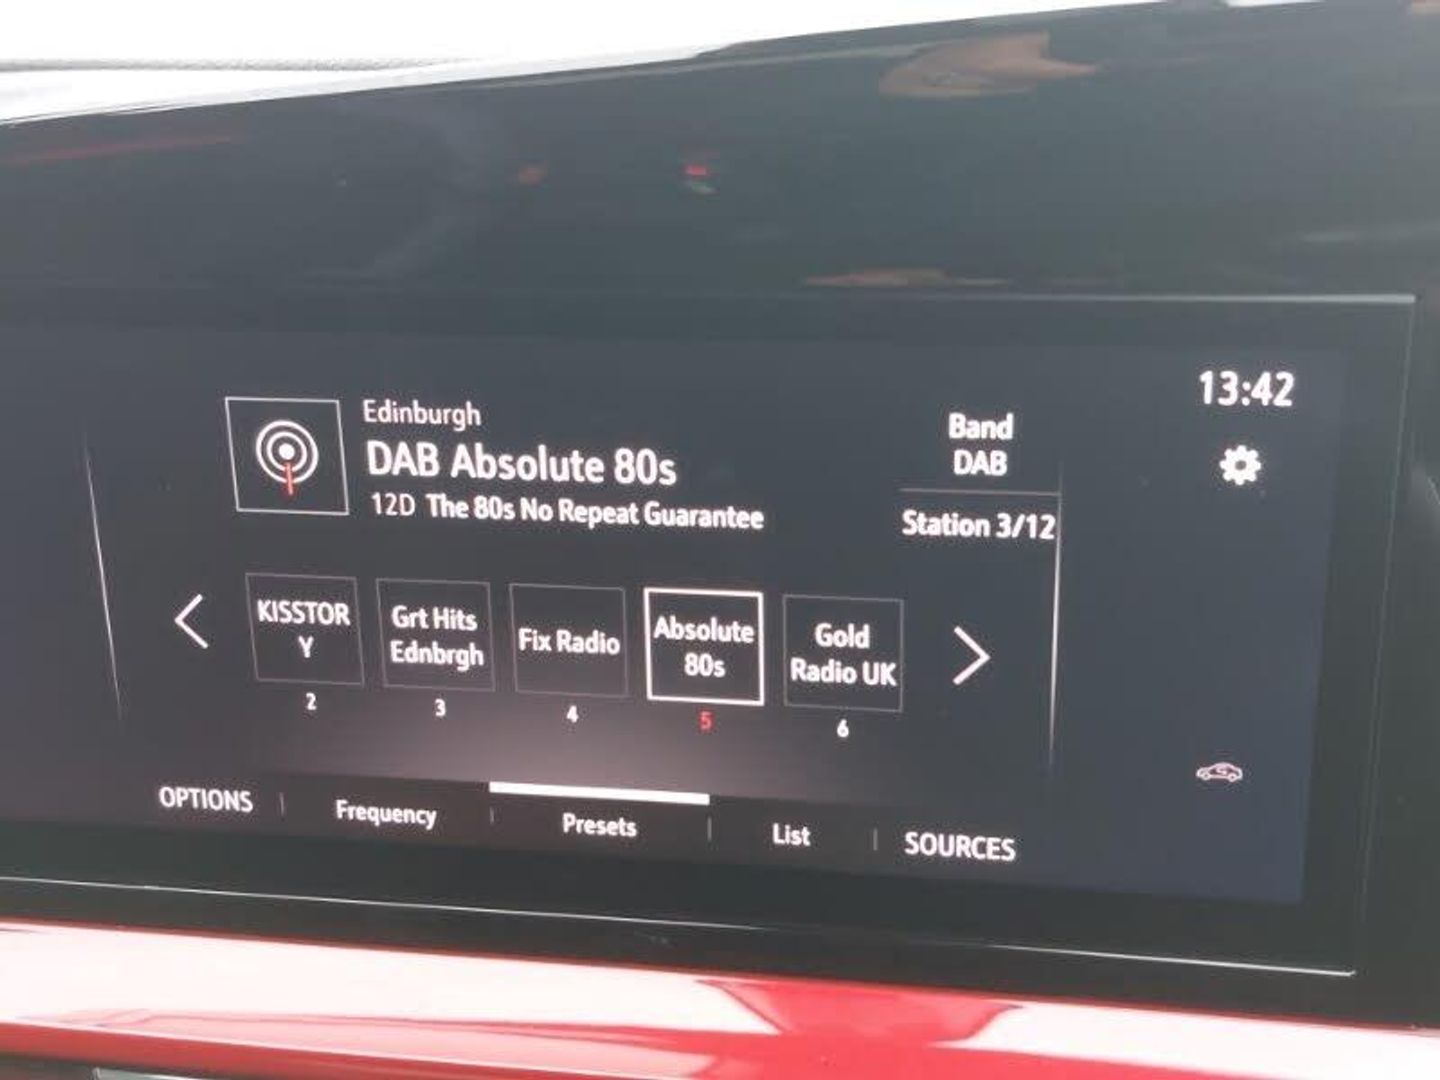 13:42
Edinburgh
DAB Absolute 80s
12D The 80s No Repeat Guarantee
Band
DAB
Station 3/12
KISSTOR
Y
2
Grt Hits
Ednbrgh
3
Fix Radio
4
Absolute
80s
5
Gold
Radio UK
6
OPTIONS
Frequency
Presets
List
SOURCES